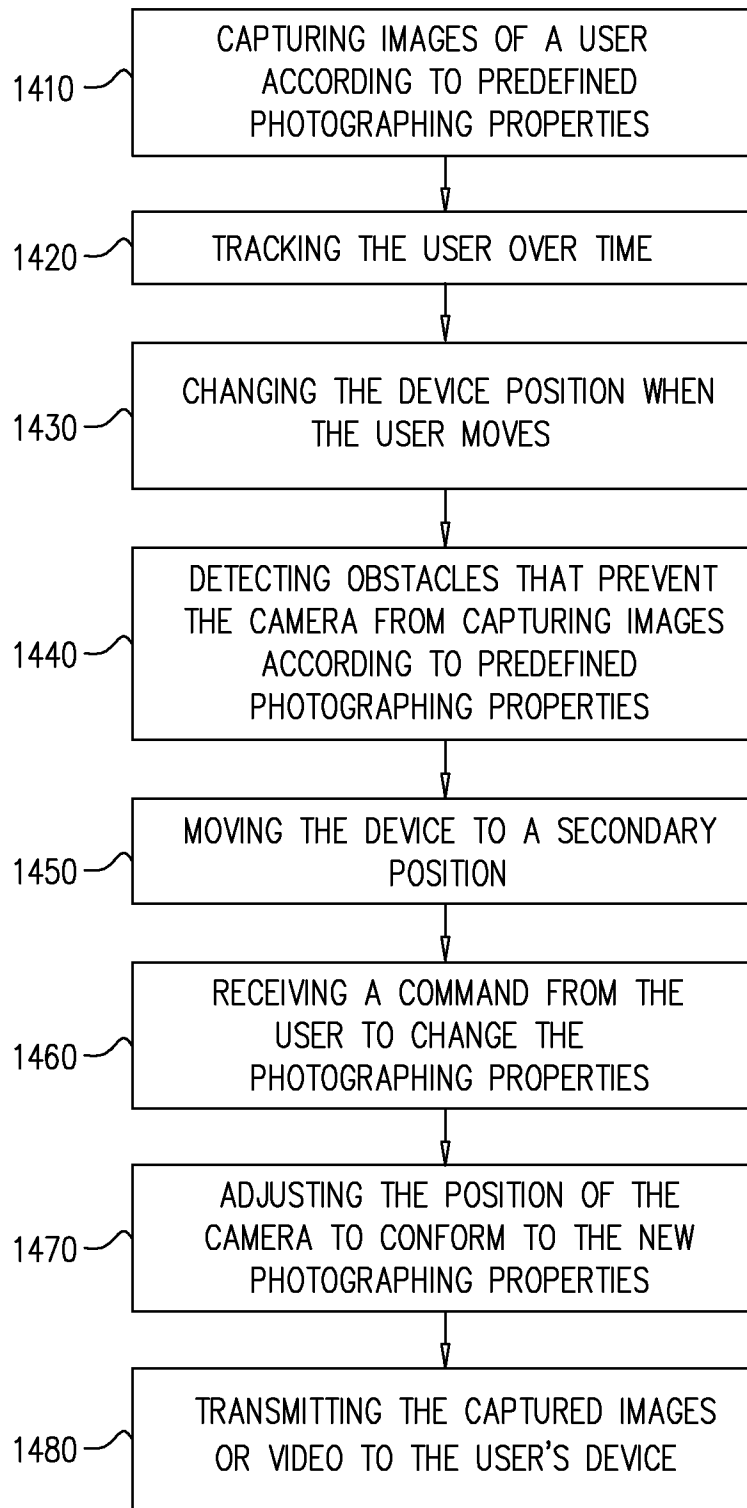 CAPTURING IMAGES OF A USER
ACCORDING TO PREDEFINED
PHOTOGRAPHING PROPERTIES
1410
TRACKING THE USER OVER TIME
1420
CHANGING THE DEVICE POSITION WHEN
THE USER MOVES
1430
DETECTING OBSTACLES THAT PREVENT
THE CAMERA FROM CAPTURING IMAGES
ACCORDING TO PREDEFINED
PHOTOGRAPHING PROPERTIES
1440
MOVING THE DEVICE TO A SECONDARY
POSITION
1450
RECEIVING A COMMAND FROM THE
USER TO CHANGE THE
PHOTOGRAPHING PROPERTIES
1460
ADJUSTING THE POSITION OF THE
CAMERA TO CONFORM TO THE NEW
PHOTOGRAPHING PROPERTIES
1470
TRANSMITTING THE CAPTURED IMAGES
OR VIDEO TO THE USER'S DEVICE
1480